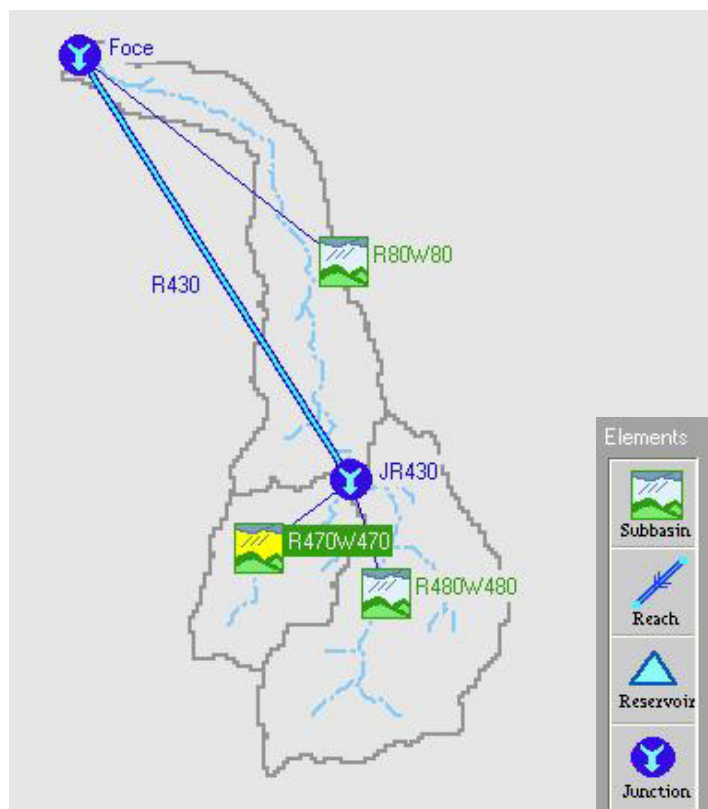 Foce
R80W80
R430
JR430
R470W470
R480W480
Elements
Subbasin
Reach
Reservoir
Junction